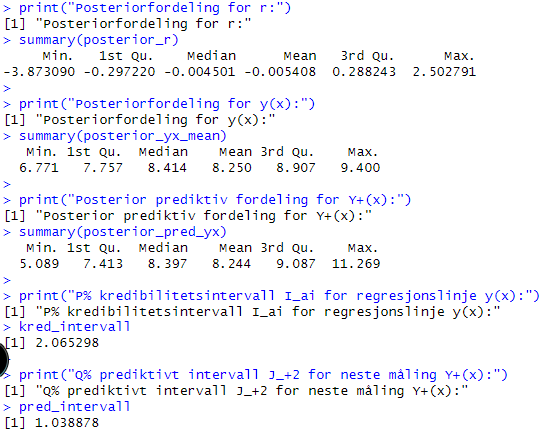 > print("Posteriorfordeling for r:")
[1] "Posteriorfordeling for r:"
> summary(posterior_r)
     Min.   1st Qu.    Median      Mean   3rd Qu.      Max.
-3.873090 -0.297220 -0.004501 -0.005408  0.288243  2.502791
>
> print("Posteriorfordeling for y(x):")
[1] "Posteriorfordeling for y(x):"
> summary(posterior_yx_mean)
   Min. 1st Qu.  Median    Mean 3rd Qu.    Max.
  6.771   7.757   8.414   8.250   8.907   9.400
>
> print("Posterior prediktiv fordeling for Y+(x):")
[1] "Posterior prediktiv fordeling for Y+(x):"
> summary(posterior_pred_yx)
   Min. 1st Qu.  Median    Mean 3rd Qu.    Max.
  5.089   7.413   8.397   8.244   9.087  11.269
>
> print("P% kredibilitetsintervall I_ai for regresjonslinje y(x):")
[1] "P% kredibilitetsintervall I_ai for regresjonslinje y(x):"
> kred_intervall
[1] 2.065298
> print("Q% prediktivt intervall J_+2 for neste måling Y+(x):")
[1] "Q% prediktivt intervall J_+2 for neste måling Y+(x):"
> pred_intervall
[1] 1.038878